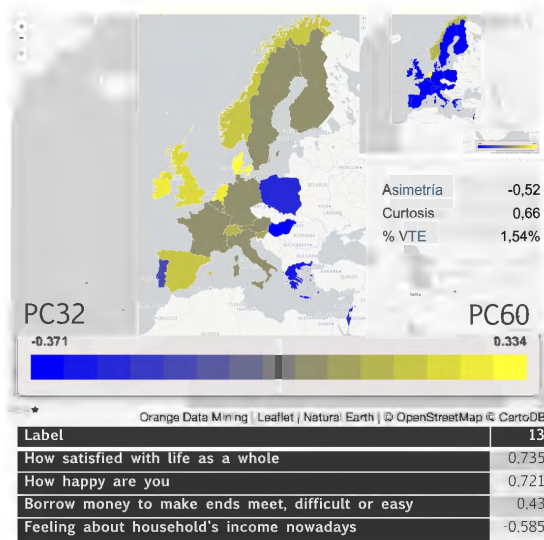 Asimetría -0,52
Curtosis 0,66
% VTE 1,54%
PC32 PC60
-0.371 0.334
Orange Data Mining | Leaflet | Natural Earth | © OpenStreetMap © CartoDB
Label 13
How satisfied with life as a whole 0.735
How happy are you 0.721
Borrow money to make ends meet, difficult or easy 0.43
Feeling about household's income nowadays -0.585